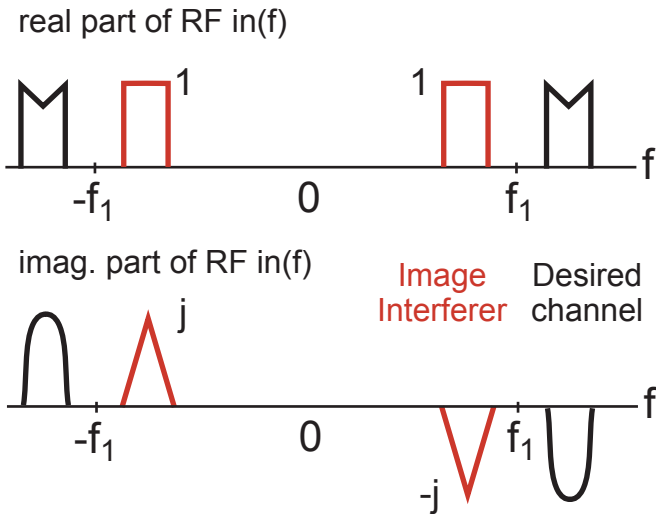 real part of RF in(f)
1
1
f
-f₁
0
f₁
imag. part of RF in(f)
Image
Interferer
Desired
channel
j
f
-f₁
0
f₁
-j